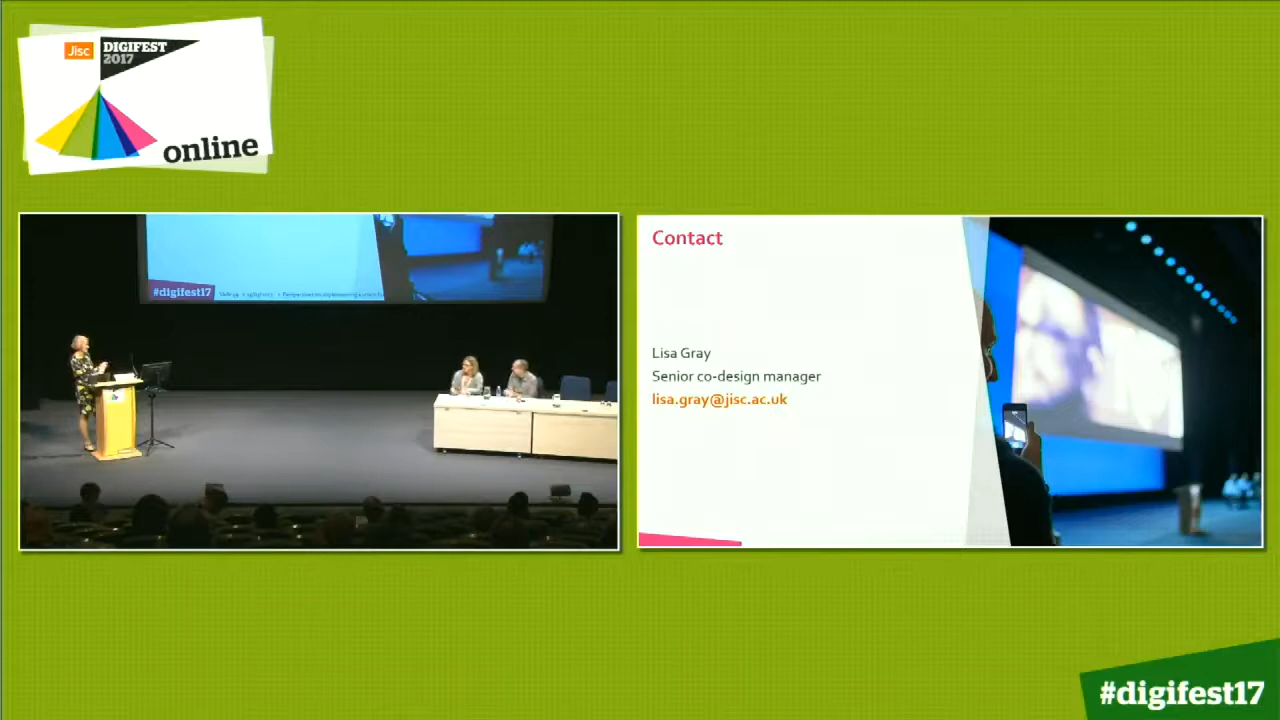 Jisc
DIGIFEST
2017
online
#digifest17
Contact
Lisa Gray
Senior co-design manager
lisa.gray@jisc.ac.uk
#digifest17